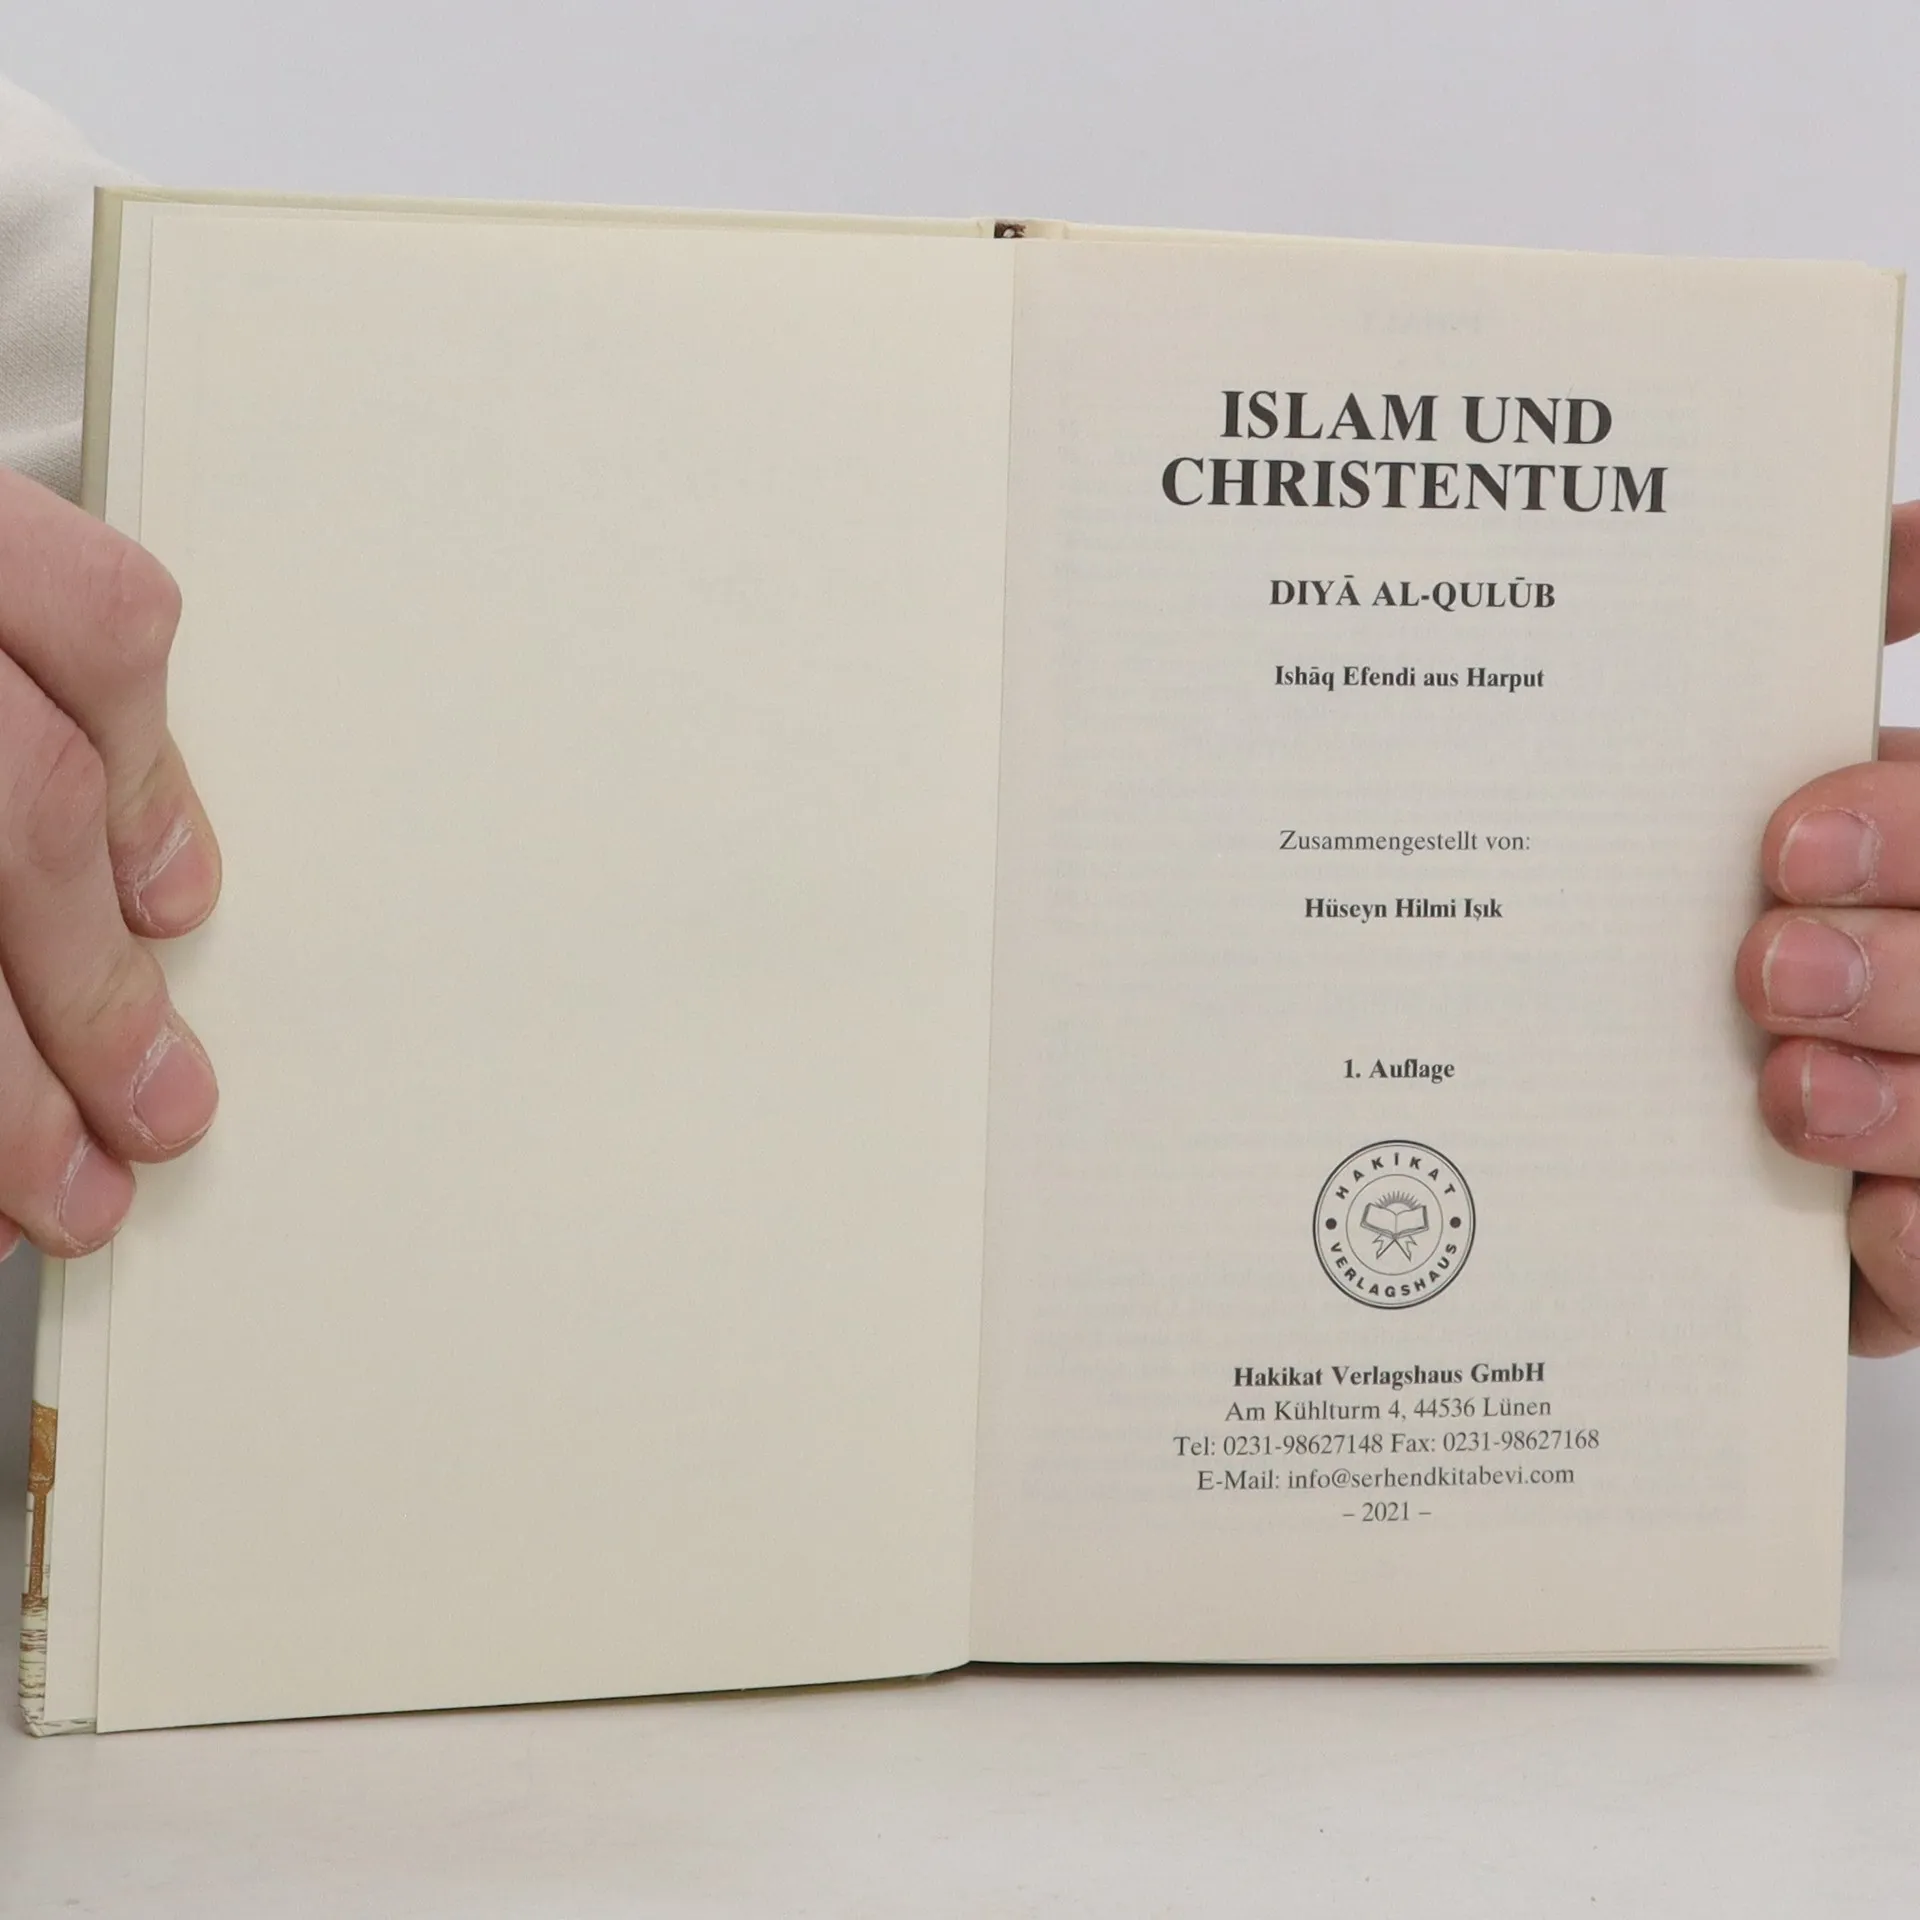 ISLAM UND
CHRISTENTUM
DIYĀ AL-QULŪB
Ishāq Efendi aus Harput
Zusammengestellt von:
Hüseyn Hilmi Işık
1. Auflage
HAKİKAT
VERLAGSHAUS
Hakikat Verlagshaus GmbH
Am Kühlturm 4, 44536 Lünen
Tel: 0231-98627148 Fax: 0231-98627168
E-Mail: info@serhendkitabevi.com
– 2021 –